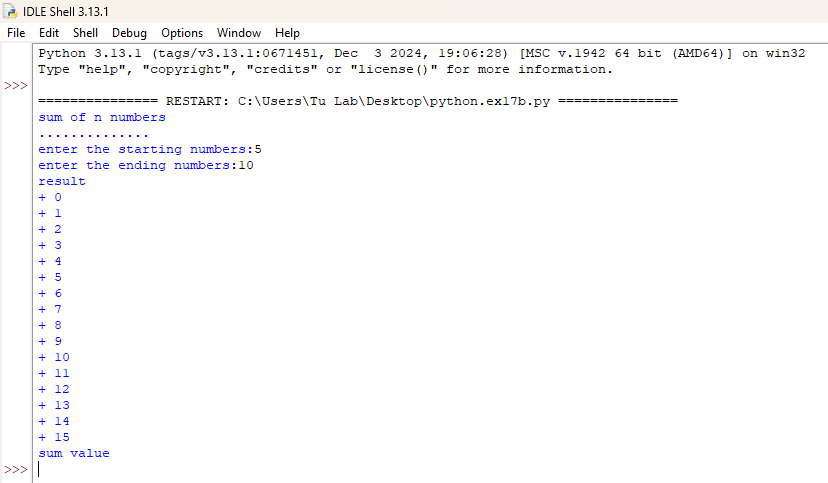 IDLE Shell 3.13.1
File Edit Shell Debug Options Window Help
Python 3.13.1 (tags/v3.13.1:0671451, Dec  3 2024, 19:06:28) [MSC v.1942 64 bit (AMD64)] on win32
Type "help", "copyright", "credits" or "license()" for more information.
>>>
=============== RESTART: C:\Users\Tu Lab\Desktop\python.ex17b.py ===============
sum of n numbers
..............
enter the starting numbers:5
enter the ending numbers:10
result
+ 0
+ 1
+ 2
+ 3
+ 4
+ 5
+ 6
+ 7
+ 8
+ 9
+ 10
+ 11
+ 12
+ 13
+ 14
+ 15
sum value
>>>